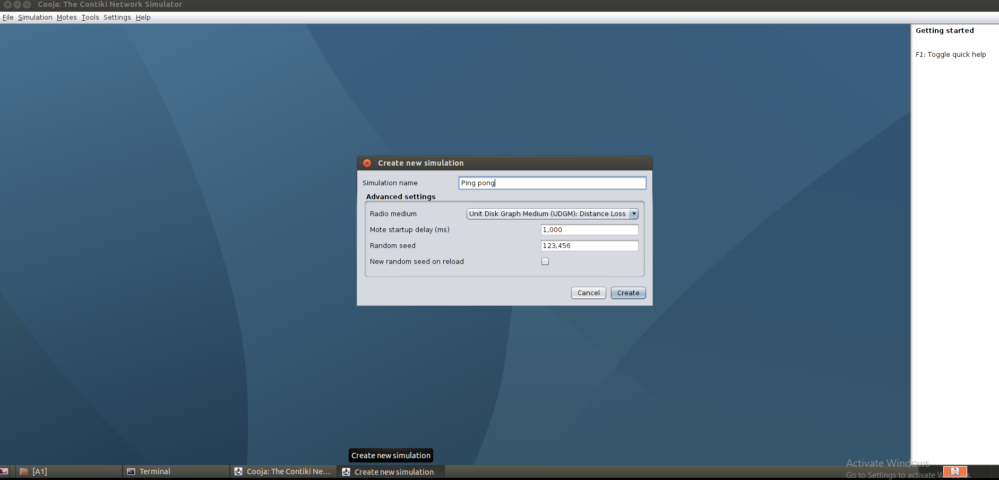 Cooja: The Contiki Network Simulator
File Simulation Motes Tools Settings Help
Getting started
F1: Toggle quick help
Create new simulation
Simulation name Ping pong
Advanced settings
Radio medium Unit Disk Graph Medium (UDGM): Distance Loss
Mote startup delay (ms) 1,000
Random seed 123,456
New random seed on reload
Cancel Create
Create new simulation
Activate Windows
Go to Settings to activate Windows.
[A1] Terminal Cooja: The Contiki Ne... Create new simulation